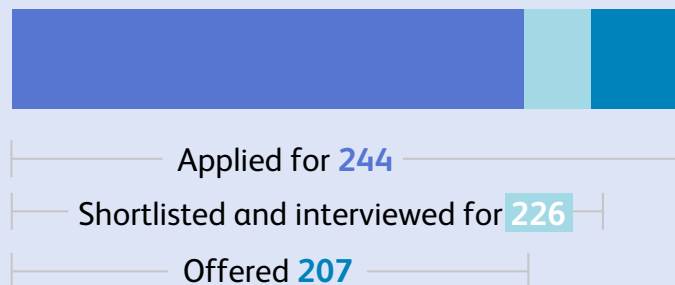 Applied for 244
Shortlisted and interviewed for 226
Offered 207